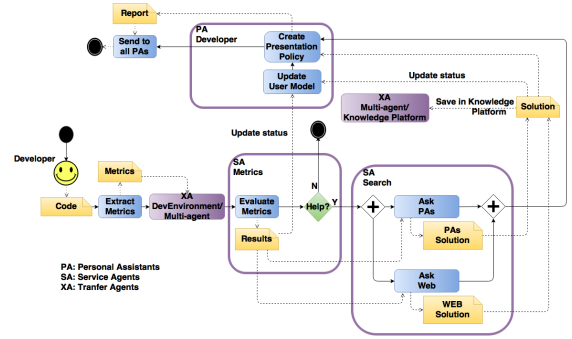 Report
PA
Developer
Create
Presentation
Policy
Send to
all PAs
Update
User Model
Update status
XA
Multi-agent/
Knowledge Platform
Save in Knowledge
Platform
Solution
Update status
Developer
Metrics
SA
Metrics
SA
Search
N
Y
Code
Extract
Metrics
XA
DevEnvironment/
Multi-agent
Evaluate
Metrics
Help?
Ask
PAs
Results
PAs
Solution
Ask
Web
WEB
Solution
PA: Personal Assistants
SA: Service Agents
XA: Tranfer Agents